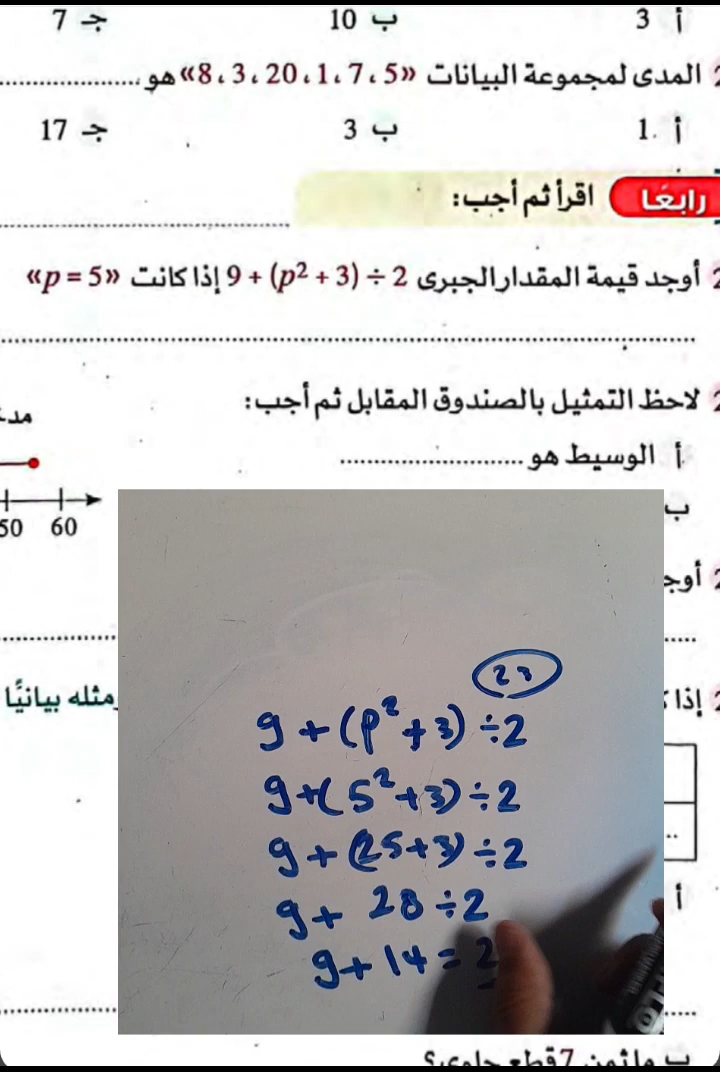 أ 3 ب 10 جـ 7
المدى لمجموعة البيانات «5 ، 7 ، 1 ، 20 ، 3 ، 8» هو ....................
أ 1 ب 3 جـ 17
رابعًا اقرأ ثم أجب:
أوجد قيمة المقدار الجبرى 9 + (p² + 3) ÷ 2 إذا كانت «p = 5»
لاحظ التمثيل بالصندوق المقابل ثم أجب:
أ الوسيط هو ....................
50 60
ب
23
9 + (p² + 3) ÷ 2
9 + (5² + 3) ÷ 2
9 + (25 + 3) ÷ 2
9 + 28 ÷ 2
9 + 14 = 2
إذا
مثله بيانيًا
أ